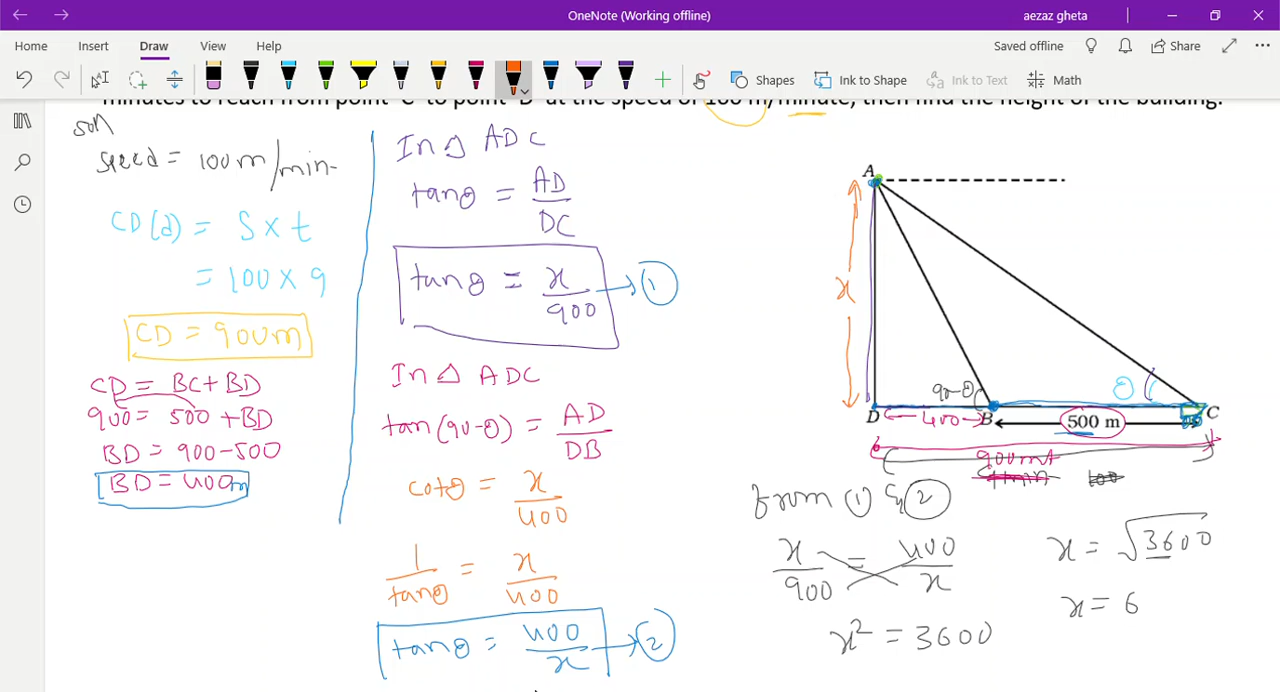 OneNote (Working offline)
aezaz gheta
Home Insert Draw View Help
Saved offline
Share
Shapes
Ink to Shape
Ink to Text
Math
minutes to reach from point 'C' to point 'D' at the speed of 100 m/minute, then find the height of the building.
Soln
Speed = 100m/min
CD(d) = S x t
= 100 x 9
CD = 900m
CD = BC + BD
900 = 500 + BD
BD = 900 - 500
BD = 400m
In △ ADC
tanθ = AD/DC
tanθ = x/900 → ①
In △ ADC
tan(90-θ) = AD/DB
cotθ = x/400
1/tanθ = x/400
tanθ = 400/x → ②
A
x
90-θ
θ
D
400
B
500 m
C
900mt
100
From ① & ②
x/900 = 400/x
x² = 3600
x = √3600
x = 6